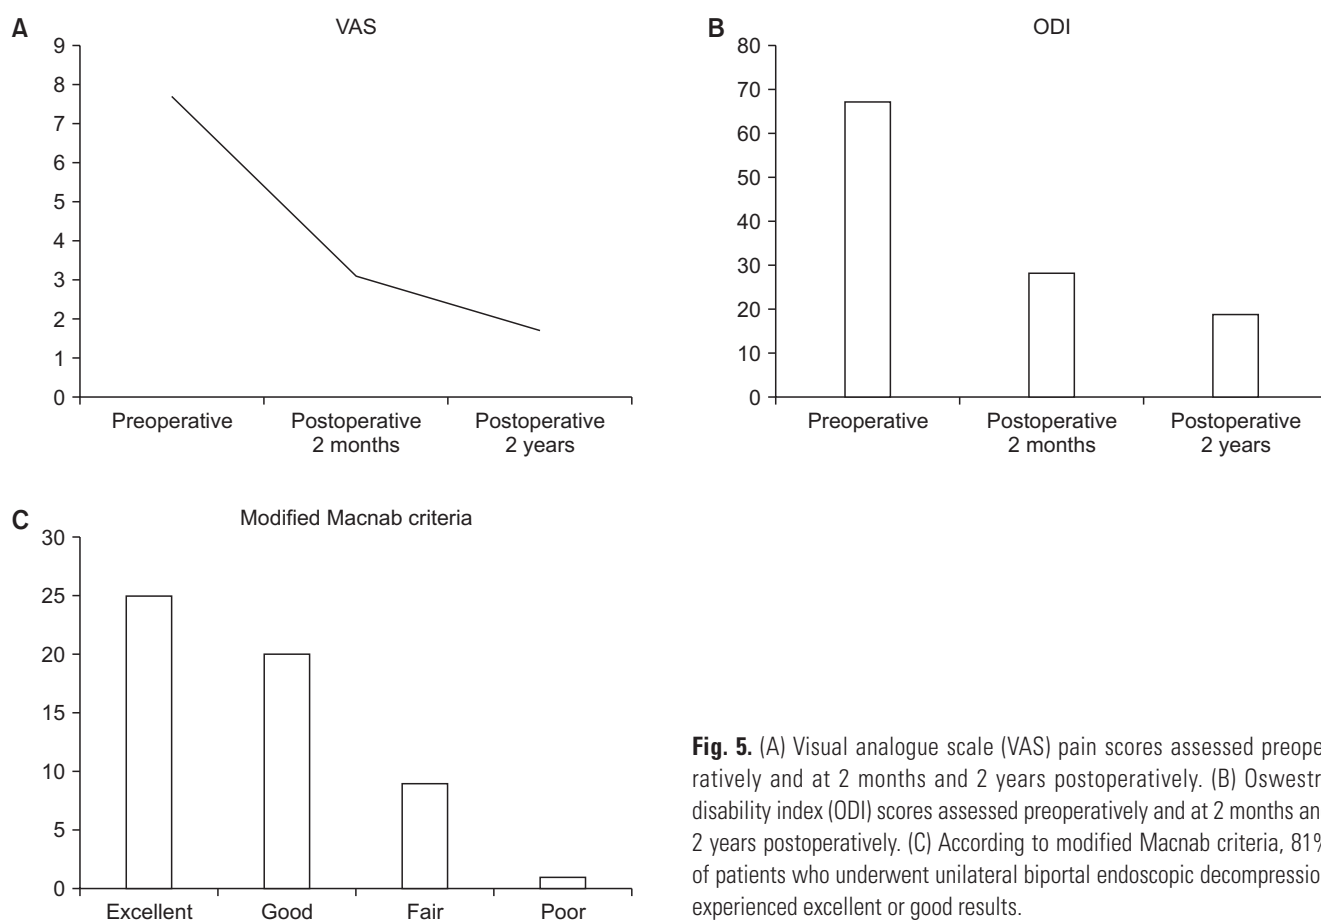 A
VAS
9
8
7
6
5
4
3
2
1
0
Preoperative
Postoperative
2 months
Postoperative
2 years
B
ODI
80
70
60
50
40
30
20
10
0
Preoperative
Postoperative
2 months
Postoperative
2 years
C
Modified Macnab criteria
30
25
20
15
10
5
0
Excellent
Good
Fair
Poor
Fig. 5. (A) Visual analogue scale (VAS) pain scores assessed preope
ratively and at 2 months and 2 years postoperatively. (B) Oswestr
disability index (ODI) scores assessed preoperatively and at 2 months an
2 years postoperatively. (C) According to modified Macnab criteria, 81%
of patients who underwent unilateral biportal endoscopic decompressio
experienced excellent or good results.